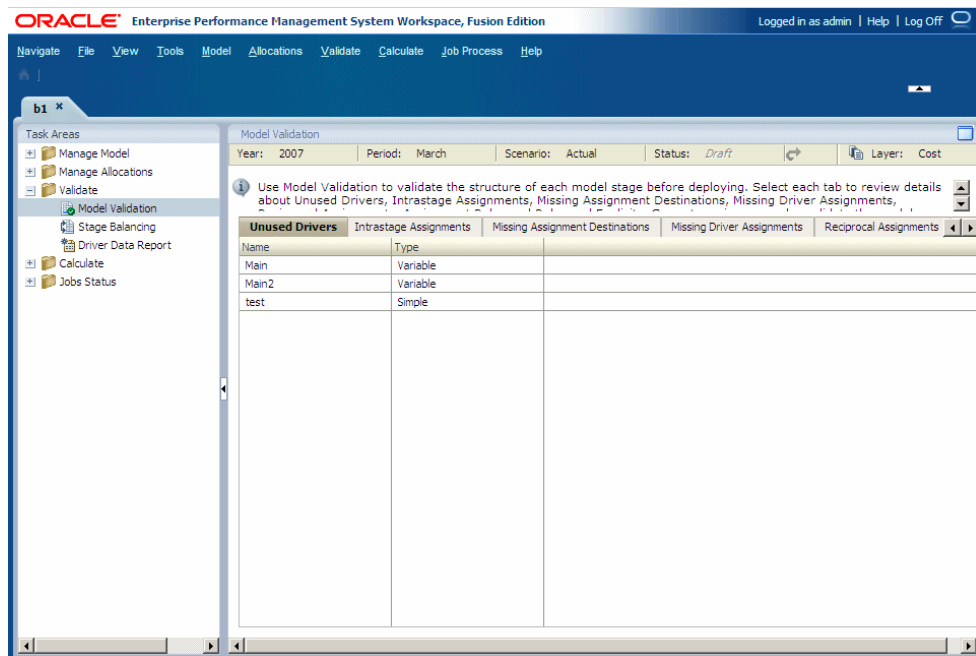 ORACLE Enterprise Performance Management System Workspace, Fusion Edition Logged in as admin | Help | Log Off
Navigate File View Tools Model Allocations Validate Calculate Job Process Help
b1
Task Areas
Manage Model
Manage Allocations
Validate
Model Validation
Stage Balancing
Driver Data Report
Calculate
Jobs Status
Model Validation
Year: 2007 Period: March Scenario: Actual Status: Draft Layer: Cost
Use Model Validation to validate the structure of each model stage before deploying. Select each tab to review details
about Unused Drivers, Intrastage Assignments, Missing Assignment Destinations, Missing Driver Assignments,
Unused Drivers Intrastage Assignments Missing Assignment Destinations Missing Driver Assignments Reciprocal Assignments
Name Type
Main Variable
Main2 Variable
test Simple